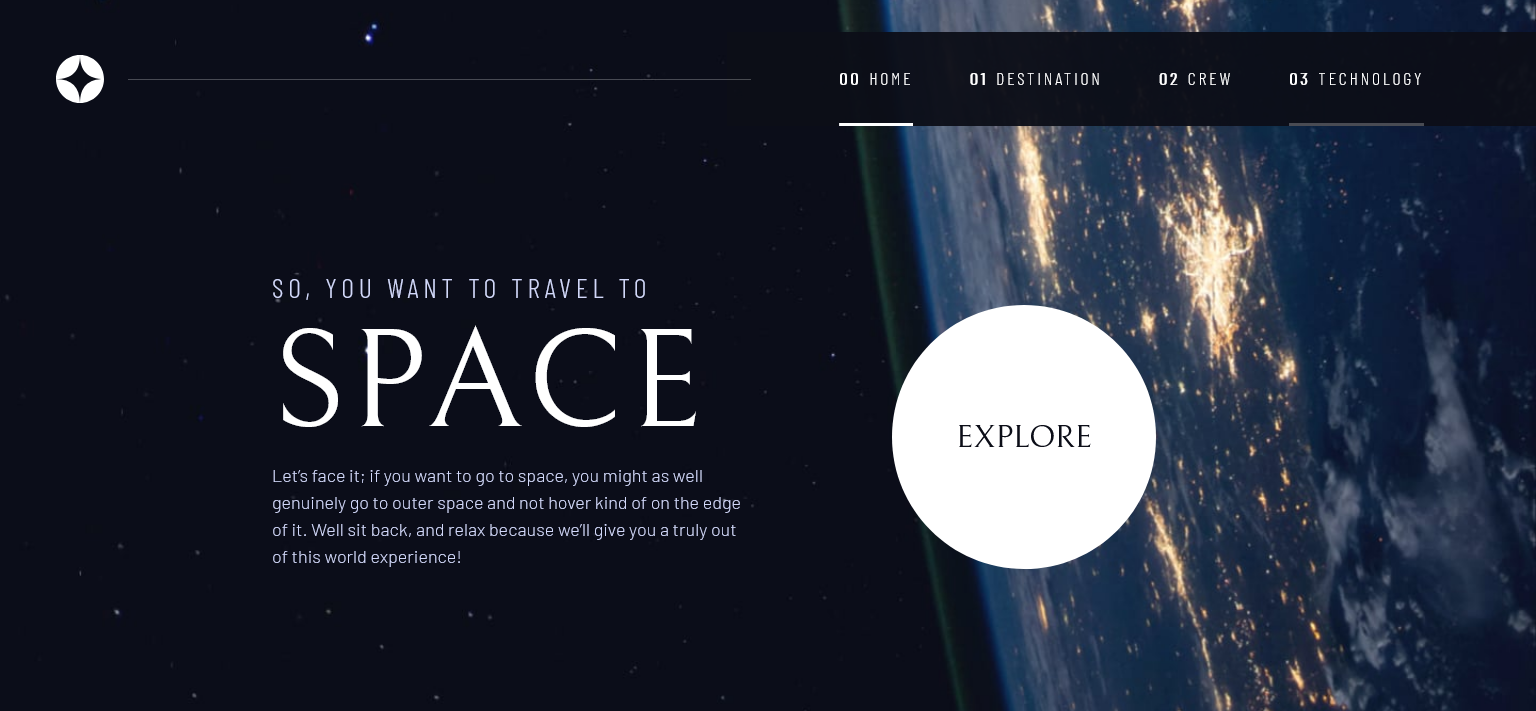 00 HOME 01 DESTINATION 02 CREW 03 TECHNOLOGY
SO, YOU WANT TO TRAVEL TO
SPACE
Let’s face it; if you want to go to space, you might as well
genuinely go to outer space and not hover kind of on the edge
of it. Well sit back, and relax because we’ll give you a truly out
of this world experience!
EXPLORE